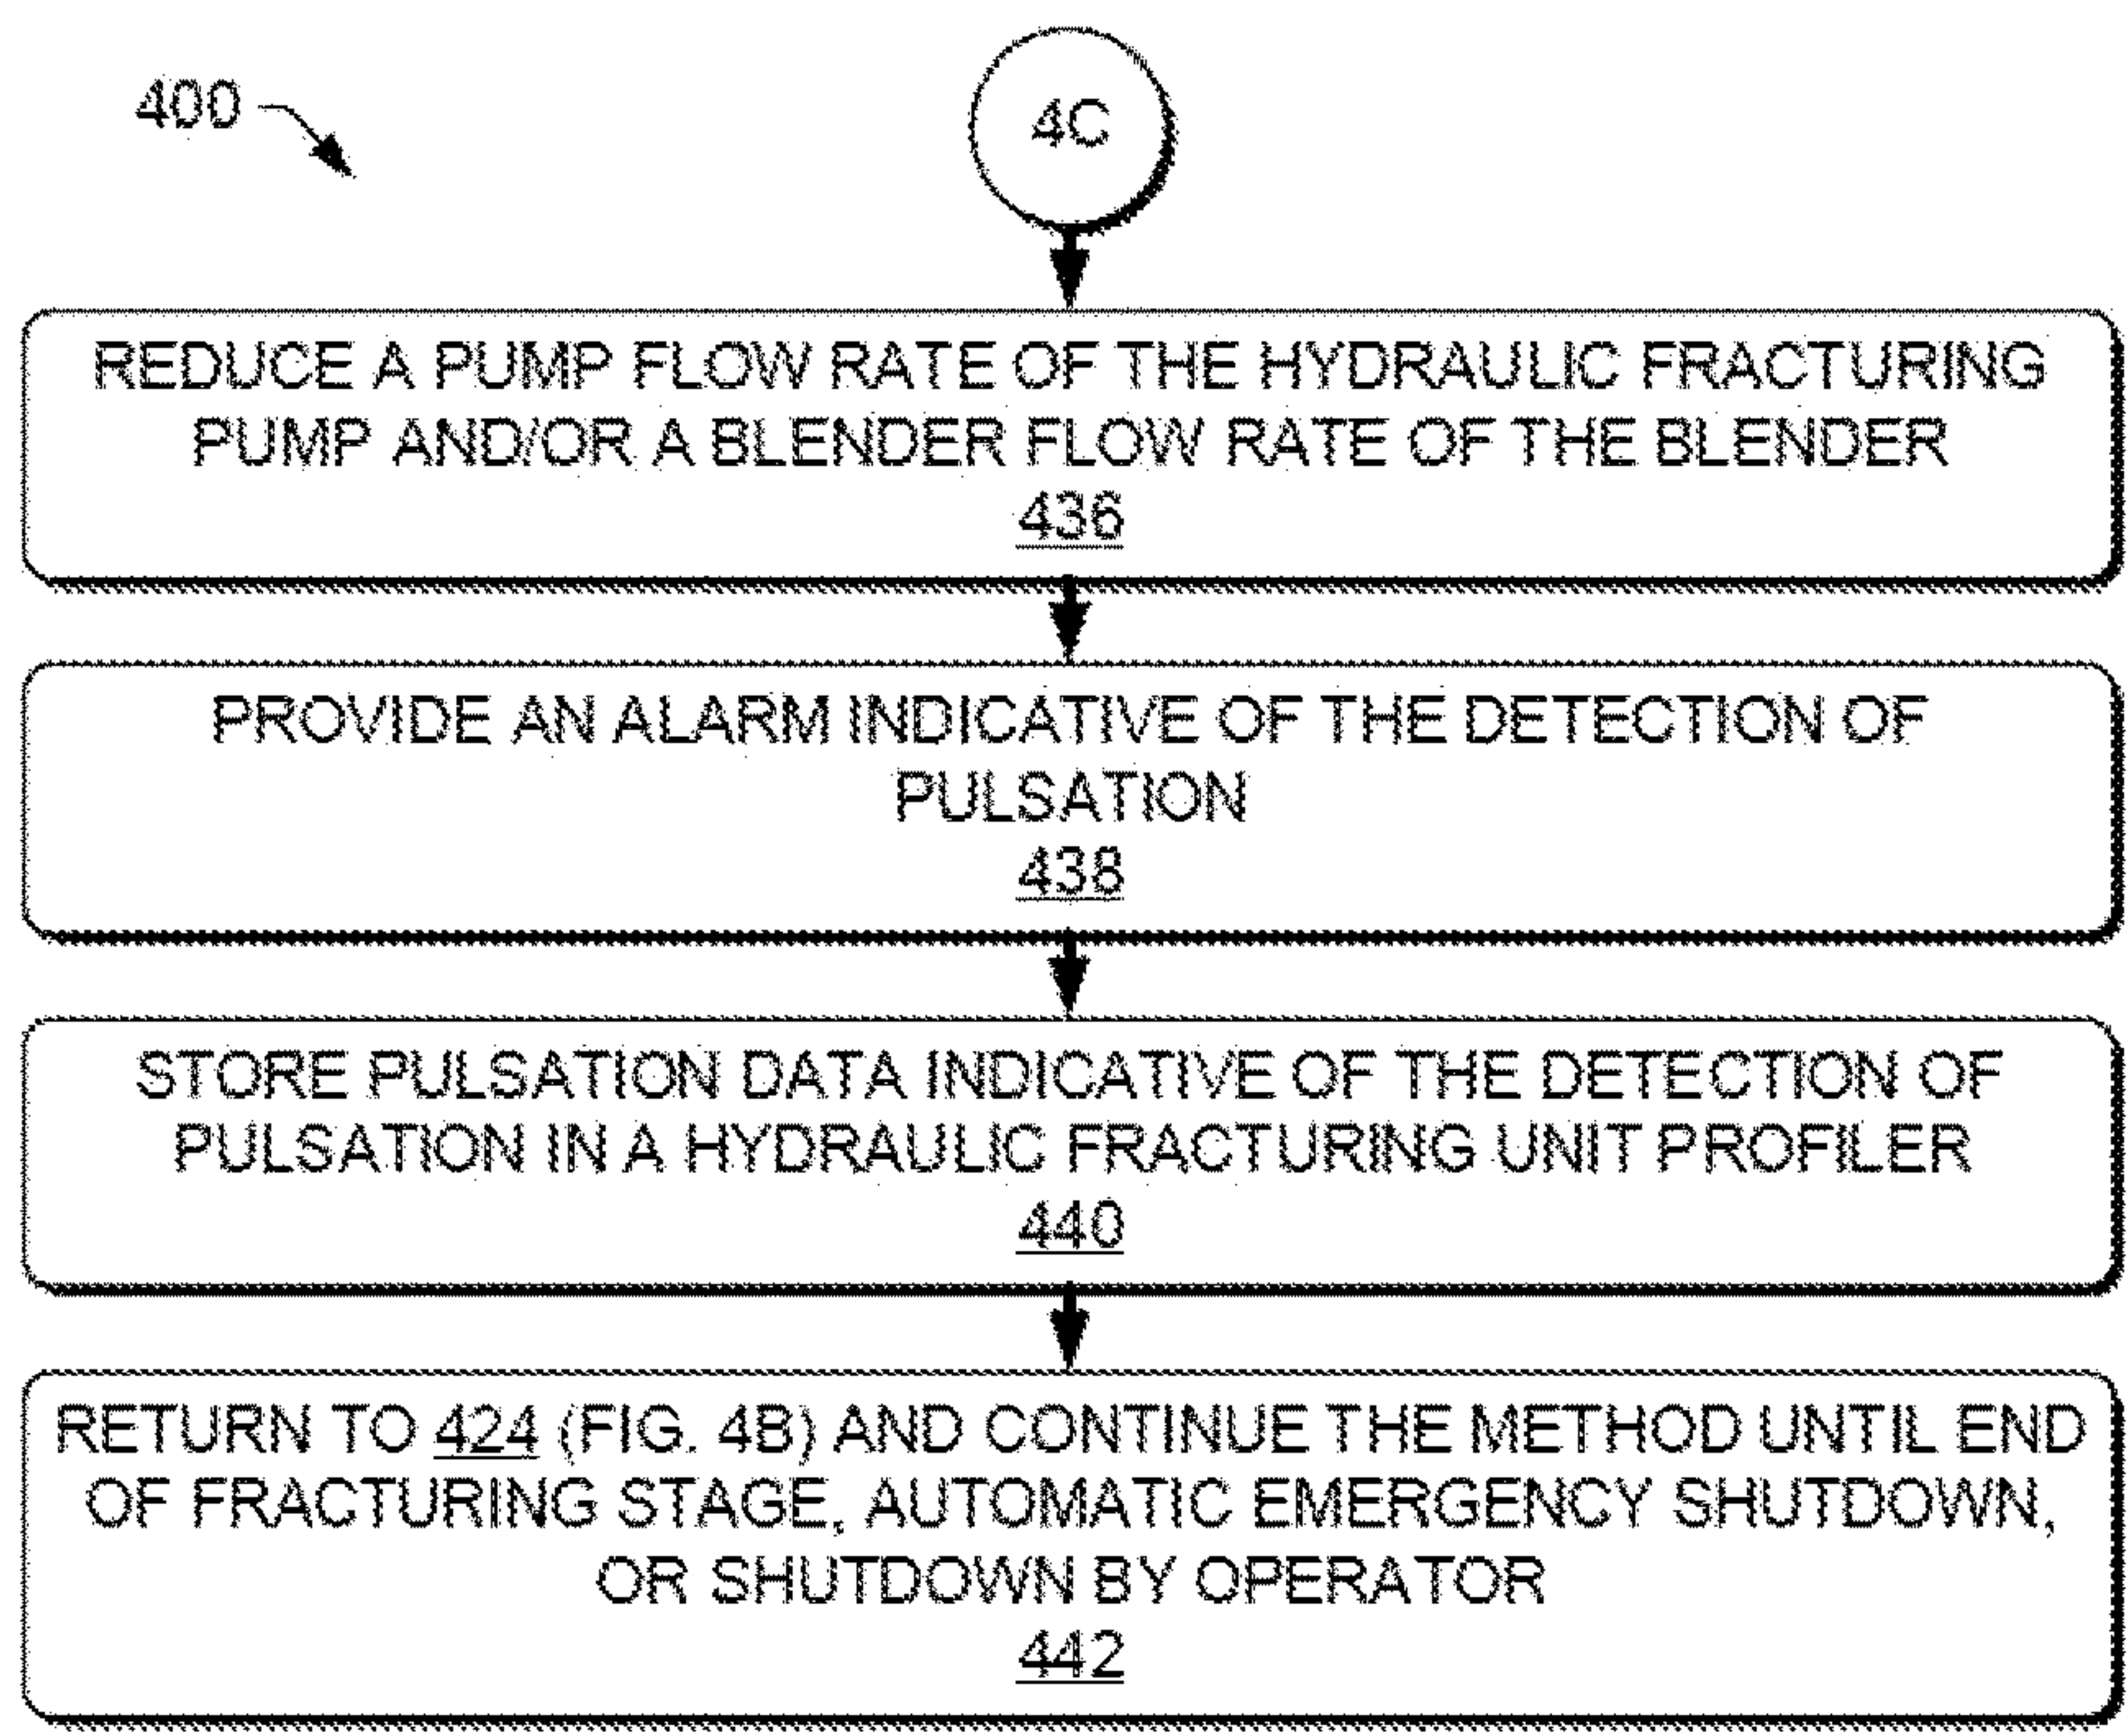 400
4C
REDUCE A PUMP FLOW RATE OF THE HYDRAULIC FRACTURING
PUMP AND/OR A BLENDER FLOW RATE OF THE BLENDER
436
PROVIDE AN ALARM INDICATIVE OF THE DETECTION OF
PULSATION
438
STORE PULSATION DATA INDICATIVE OF THE DETECTION OF
PULSATION IN A HYDRAULIC FRACTURING UNIT PROFILER
440
RETURN TO 424 (FIG. 4B) AND CONTINUE THE METHOD UNTIL END
OF FRACTURING STAGE, AUTOMATIC EMERGENCY SHUTDOWN,
OR SHUTDOWN BY OPERATOR
442